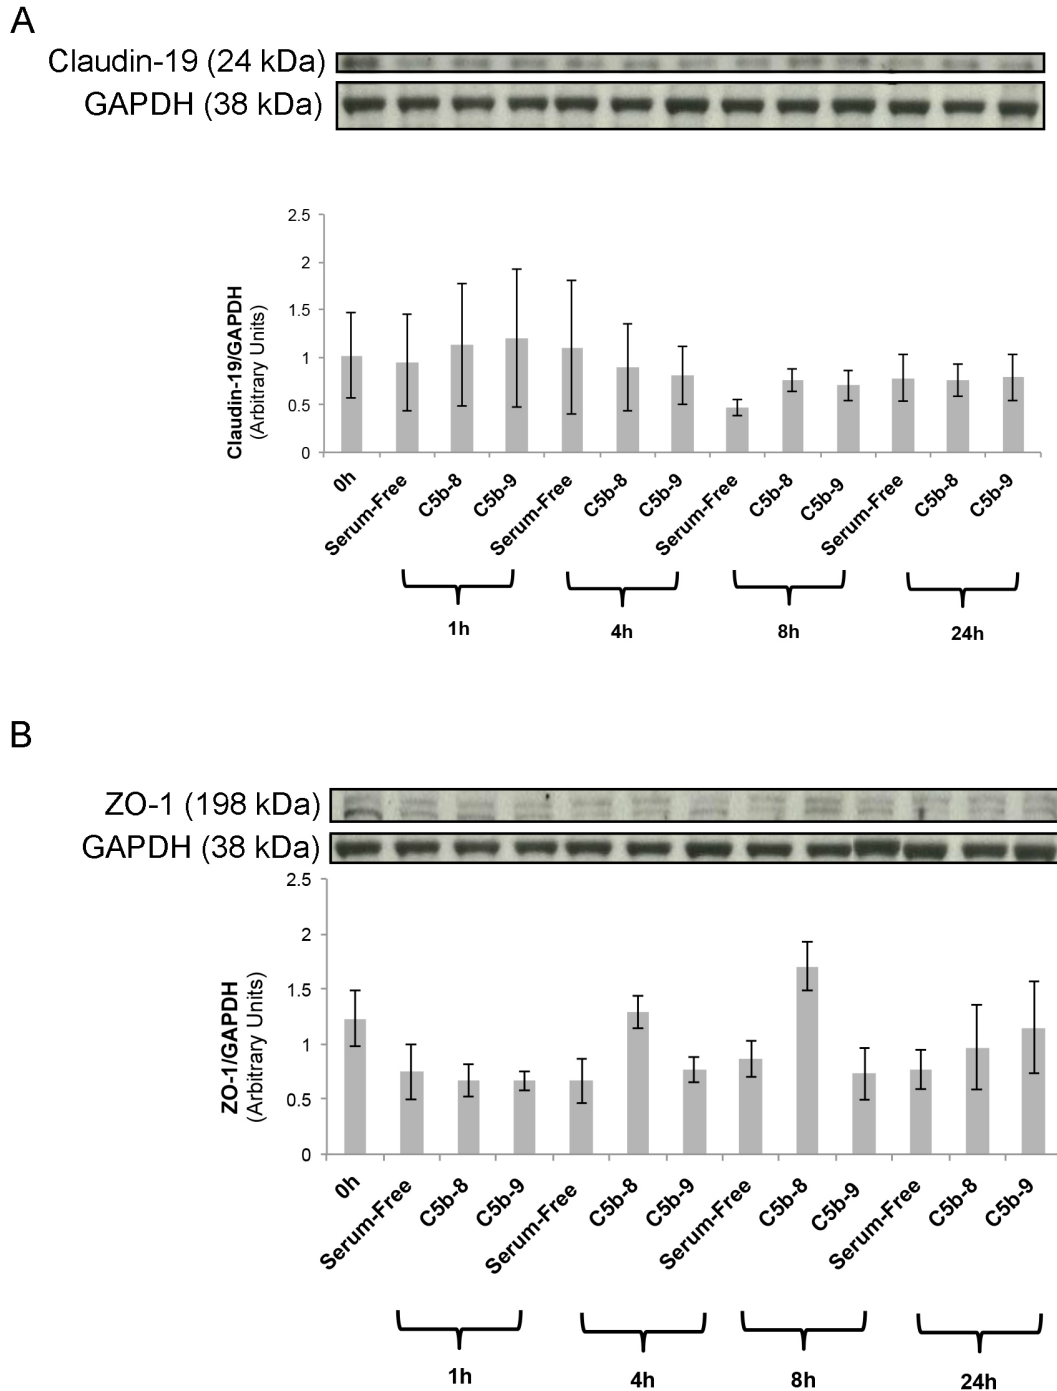 A
Claudin-19 (24 kDa)
GAPDH (38 kDa)
2.5
2
1.5
1
0.5
0
Claudin-19/GAPDH
(Arbitrary Units)
0h
Serum-Free
C5b-8
C5b-9
Serum-Free
C5b-8
C5b-9
Serum-Free
C5b-8
C5b-9
Serum-Free
C5b-8
C5b-9
1h
4h
8h
24h
B
ZO-1 (198 kDa)
GAPDH (38 kDa)
2.5
2
1.5
1
0.5
0
ZO-1/GAPDH
(Arbitrary Units)
0h
Serum-Free
C5b-8
C5b-9
Serum-Free
C5b-8
C5b-9
Serum-Free
C5b-8
C5b-9
Serum-Free
C5b-8
C5b-9
1h
4h
8h
24h